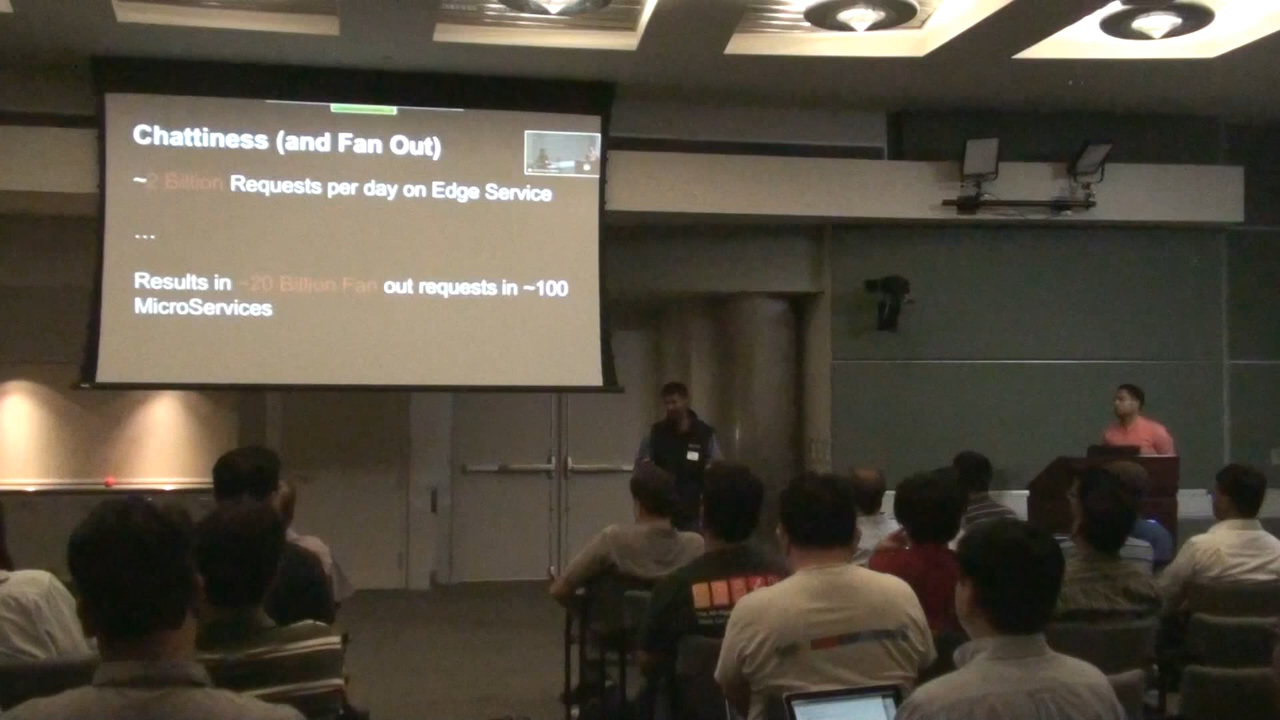 Chattiness (and Fan Out)
~2 Billion Requests per day on Edge Service
...
Results in ~20 Billion Fan out requests in ~100
MicroServices